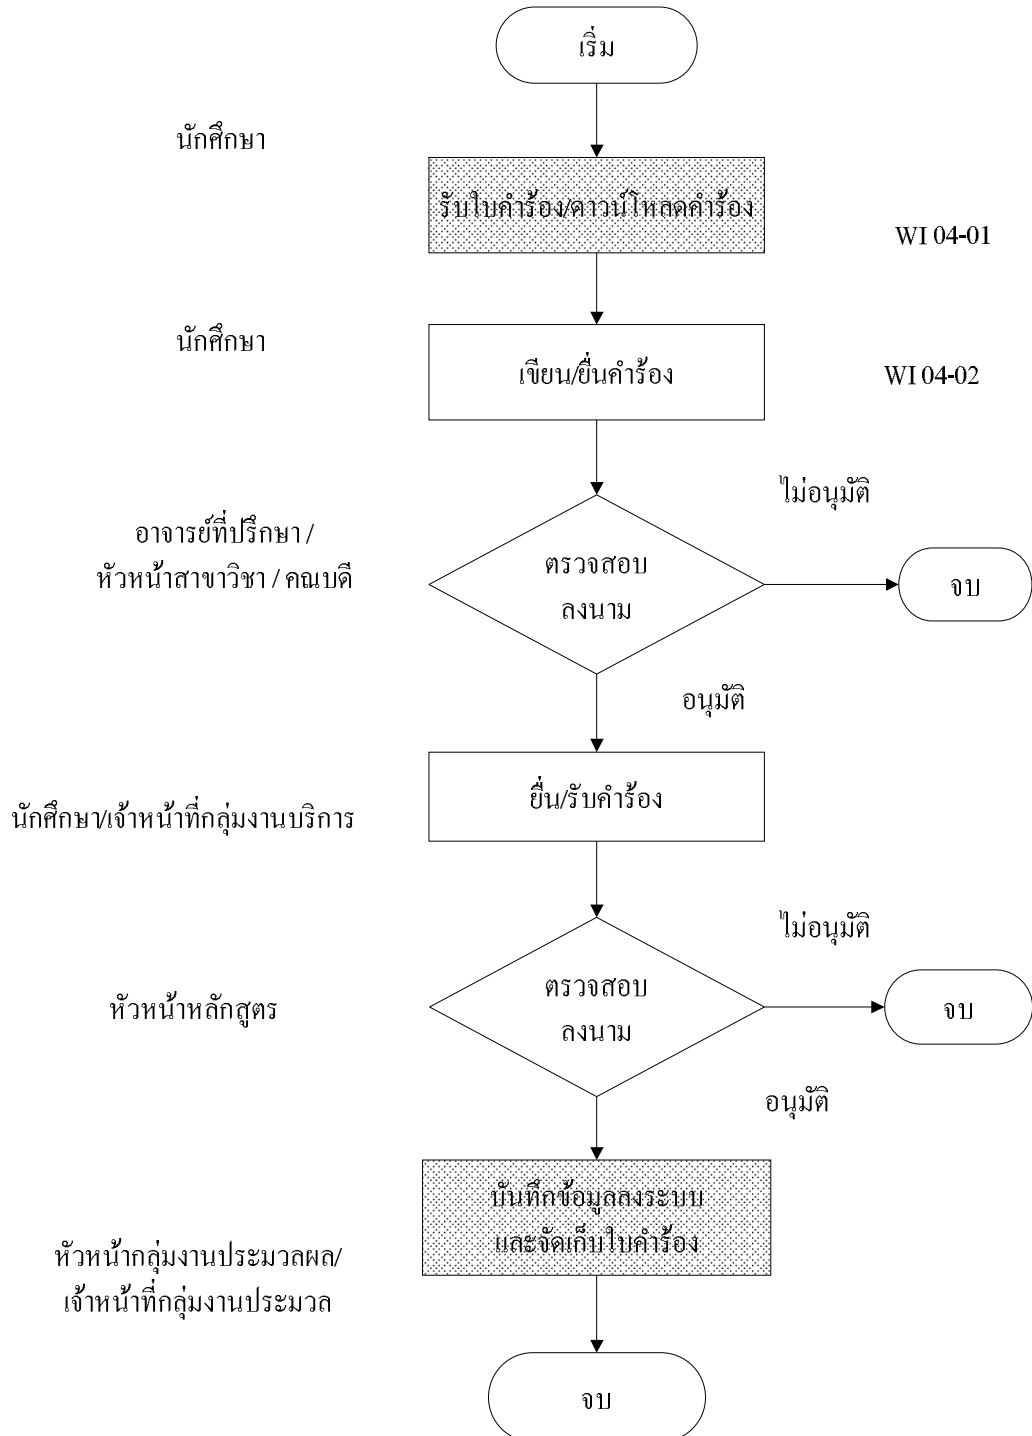 เริ่ม
นักศึกษา
รับใบคำร้อง/ดาวน์โหลดคำร้อง
WI 04-01
นักศึกษา
เขียน/ยื่นคำร้อง
WI 04-02
ไม่อนุมัติ
อาจารย์ที่ปรึกษา /
หัวหน้าสาขาวิชา / คณบดี
ตรวจสอบ
ลงนาม
จบ
อนุมัติ
ยื่น/รับคำร้อง
นักศึกษา/เจ้าหน้าที่กลุ่มงานบริการ
ไม่อนุมัติ
หัวหน้าหลักสูตร
ตรวจสอบ
ลงนาม
จบ
อนุมัติ
บันทึกข้อมูลลงระบบ
และจัดเก็บใบคำร้อง
หัวหน้ากลุ่มงานประมวลผล/
เจ้าหน้าที่กลุ่มงานประมวล
จบ